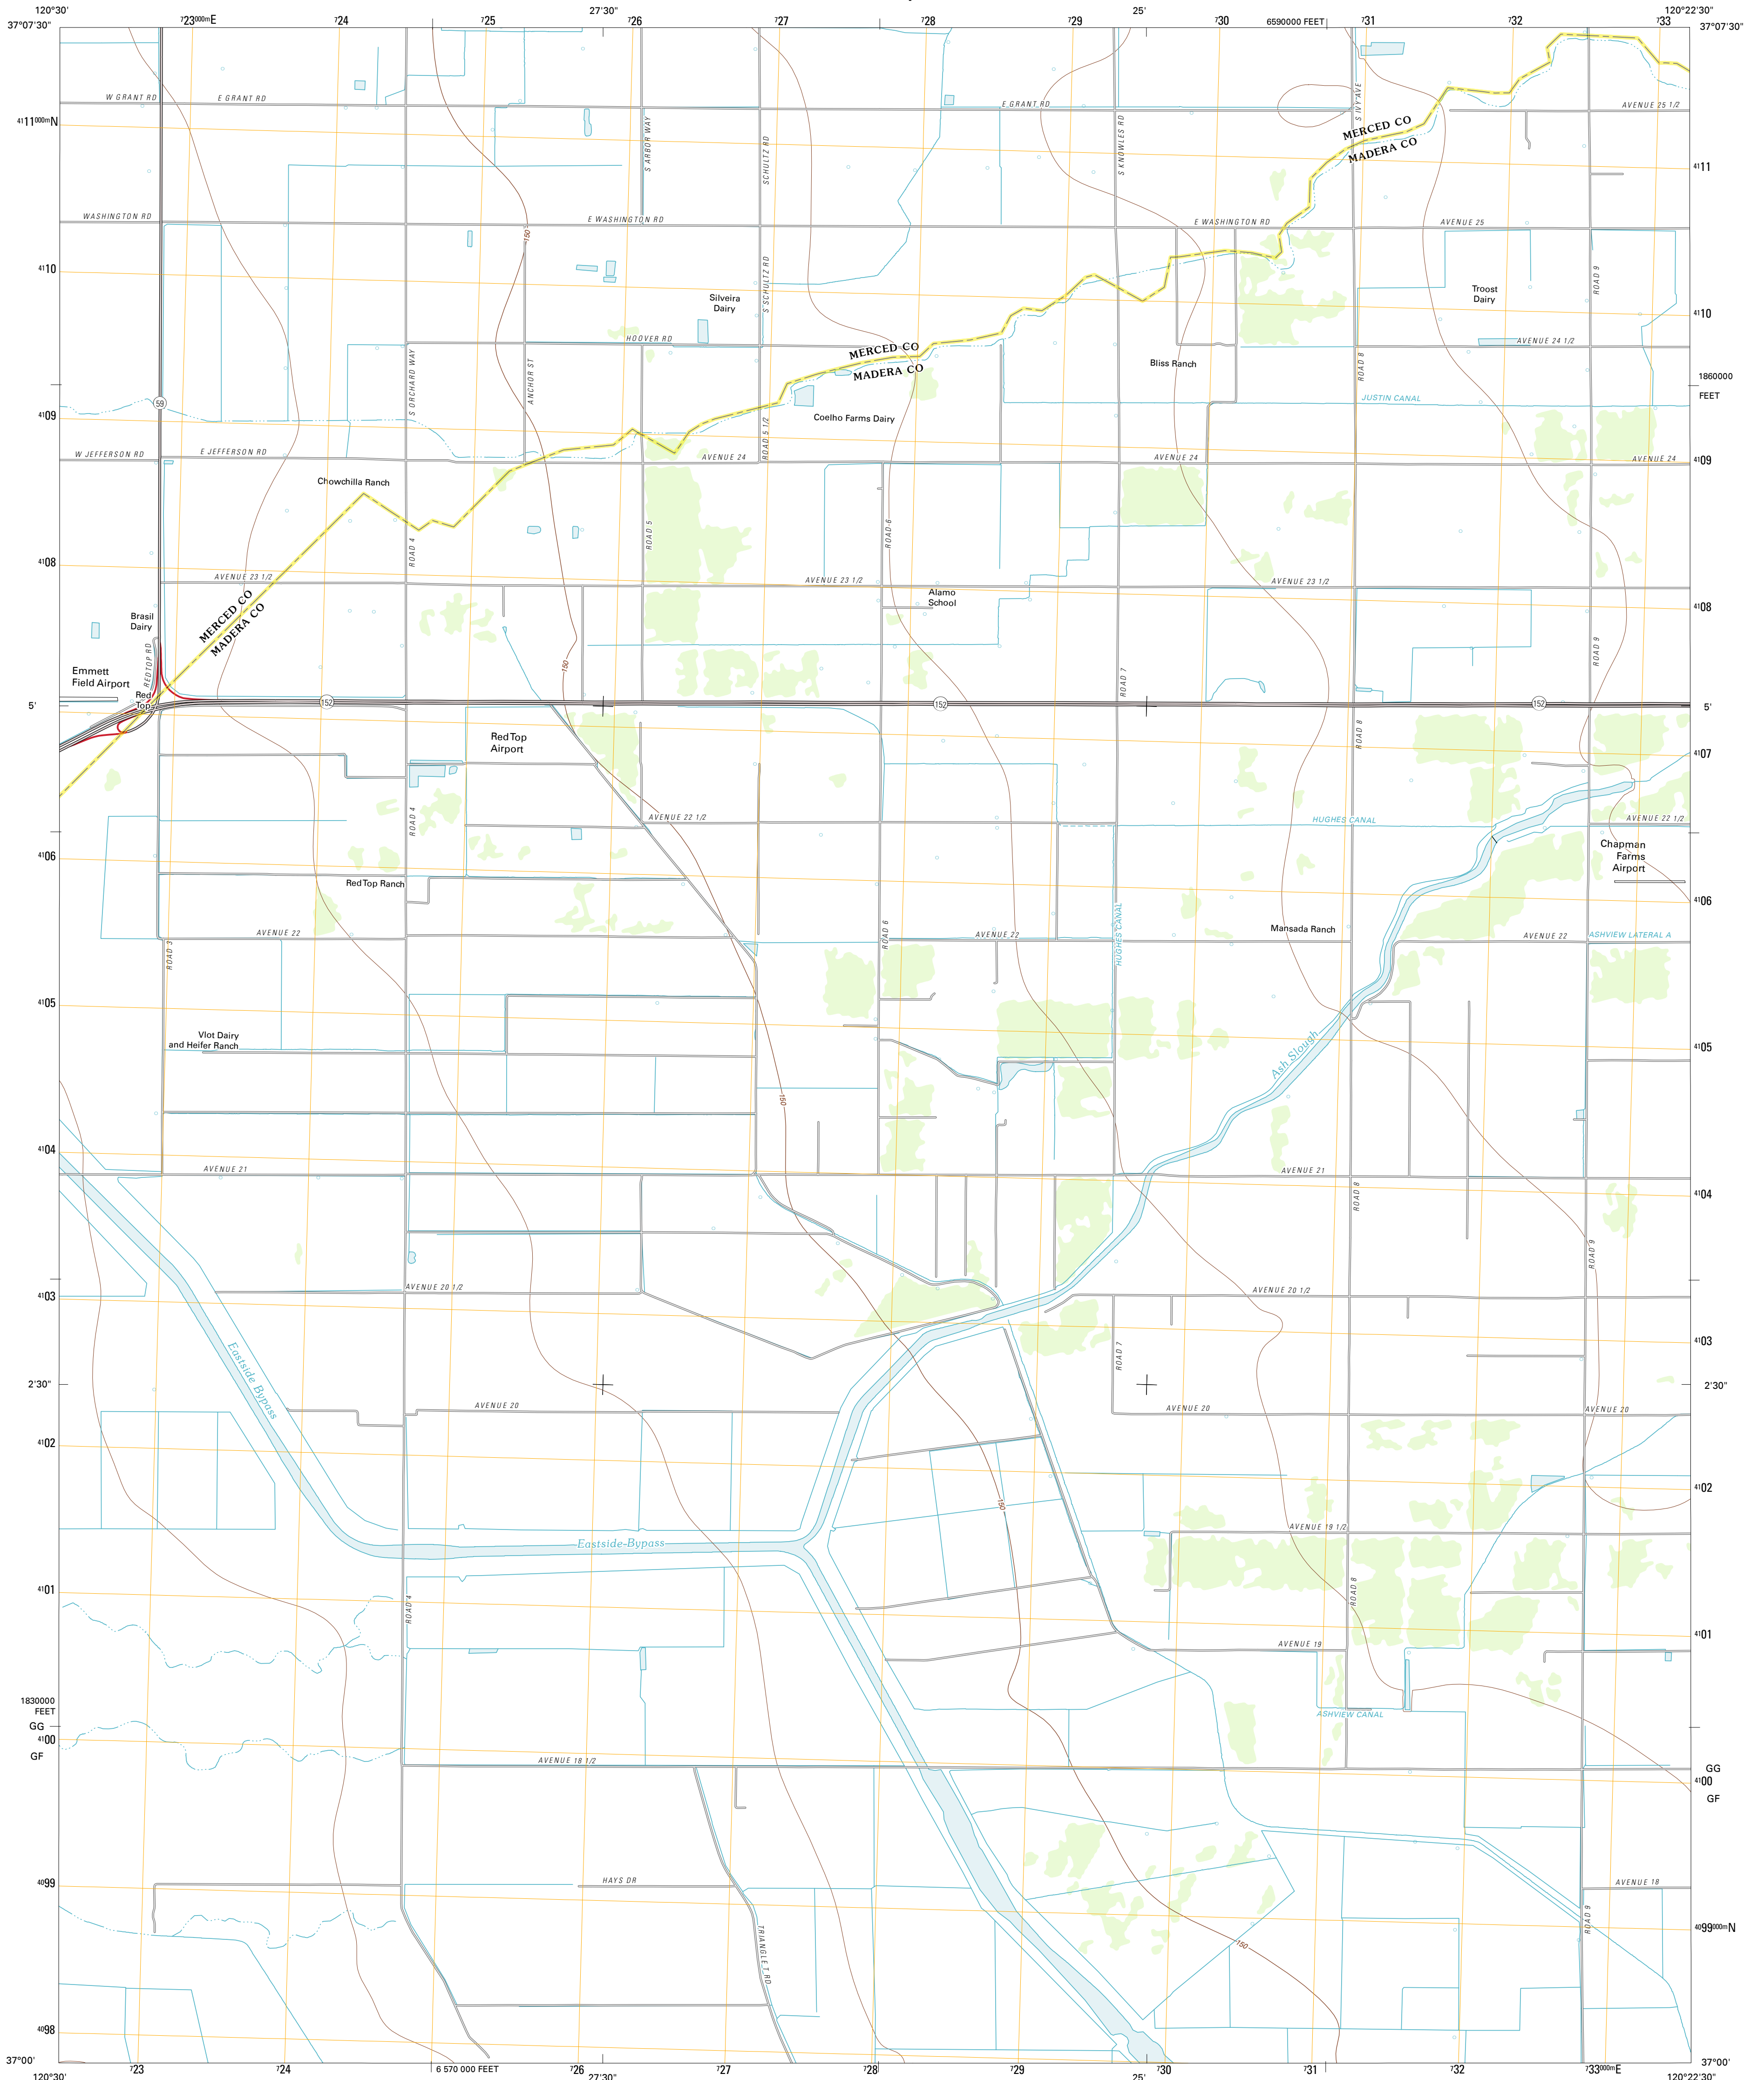 120°30'
⁷23⁰⁰⁰ᵐE
⁷24
⁷25
27'30"
⁷26
⁷27
⁷28
⁷29
25'
⁷30
6590000 FEET
⁷31
⁷32
⁷33
120°22'30"
37°07'30"
37°07'30"
W GRANT RD
E GRANT RD
E GRANT RD
S IVY AVE
AVENUE 25 1/2
⁴¹11⁰⁰⁰ᵐN
S ARBOR WAY
SCHULTZ RD
S KNOWLES RD
MERCED CO
MADERA CO
⁴¹11
WASHINGTON RD
E WASHINGTON RD
E WASHINGTON RD
AVENUE 25
150
⁴¹10
S SCHULTZ RD
ROAD 9
Silveira
Dairy
Troost
Dairy
⁴¹10
HOOVER RD
AVENUE 24 1/2
MERCED CO
MADERA CO
Bliss Ranch
S ORCHARD WAY
ANCHOR ST
ROAD 8
1860000
FEET
59
JUSTIN CANAL
⁴¹09
Coelho Farms Dairy
ROAD 5 1/2
W JEFFERSON RD
E JEFFERSON RD
AVENUE 24
AVENUE 24
AVENUE 24
⁴¹09
Chowchilla Ranch
ROAD 4
ROAD 5
ROAD 6
⁴¹08
AVENUE 23 1/2
AVENUE 23 1/2
AVENUE 23 1/2
MERCED CO
MADERA CO
Alamo
School
⁴¹08
Brasil
Dairy
REDTOP RD
150
ROAD 7
ROAD 9
Emmett
Field Airport
Red
Top
152
152
152
5'
5'
Red Top
Airport
ROAD 8
⁴¹07
ROAD 4
AVENUE 22 1/2
HUGHES CANAL
AVENUE 22 1/2
⁴¹06
Chapman
Farms
Airport
Red Top Ranch
⁴¹06
AVENUE 22
ROAD 3
ROAD 6
AVENUE 22
HUGHES CANAL
Mansada Ranch
AVENUE 22
ASHVIEW LATERAL A
⁴¹05
Vlot Dairy
and Heifer Ranch
Ash Slough
⁴¹05
150
⁴¹04
AVENUE 21
AVENUE 21
ROAD 8
⁴¹04
ROAD 9
AVENUE 20 1/2
AVENUE 20 1/2
⁴¹03
⁴¹03
Eastside Bypass
ROAD 7
2'30"
2'30"
AVENUE 20
AVENUE 20
AVENUE 20
⁴¹02
⁴¹02
150
AVENUE 19 1/2
Eastside Bypass
⁴¹01
ROAD 4
ROAD 8
⁴¹01
AVENUE 19
1830000
FEET
ASHVIEW CANAL
GG
⁴¹00
GF
AVENUE 18 1/2
GG
⁴¹00
GF
⁴⁰99
HAYS DR
AVENUE 18
TRIANGLE T RD
ROAD 9
⁴⁰99⁰⁰⁰ᵐN
150
⁴⁰98
37°00'
37°00'
120°30'
⁷23
⁷24
6 570 000 FEET
⁷26
27'30"
⁷27
⁷28
⁷29
25'
⁷30
⁷31
⁷32
⁷33⁰⁰⁰ᵐE
120°22'30"